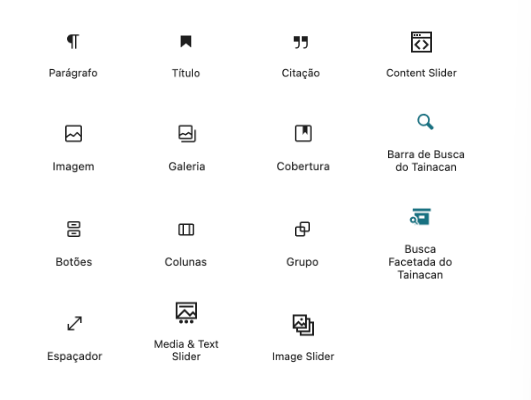 Parágrafo
Título
Citação
Content Slider
Imagem
Galeria
Cobertura
Barra de Busca
do Tainacan
Botões
Colunas
Grupo
Busca
Facetada do
Tainacan
Espaçador
Media & Text
Slider
Image Slider